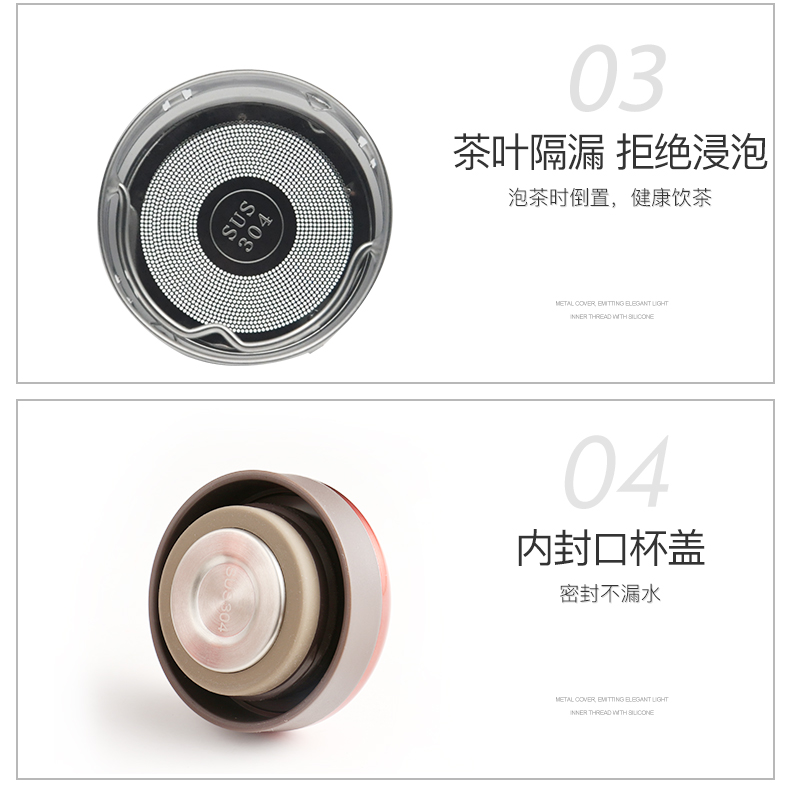 03
茶叶隔漏 拒绝浸泡
泡茶时倒置，健康饮茶
SUS
304
METAL COVER, EMITTING ELEGANT LIGHT
INNER THREAD WITH SILICONE
04
内封口杯盖
密封不漏水
SUS304
METAL COVER, EMITTING ELEGANT LIGHT
INNER THREAD WITH SILICONE